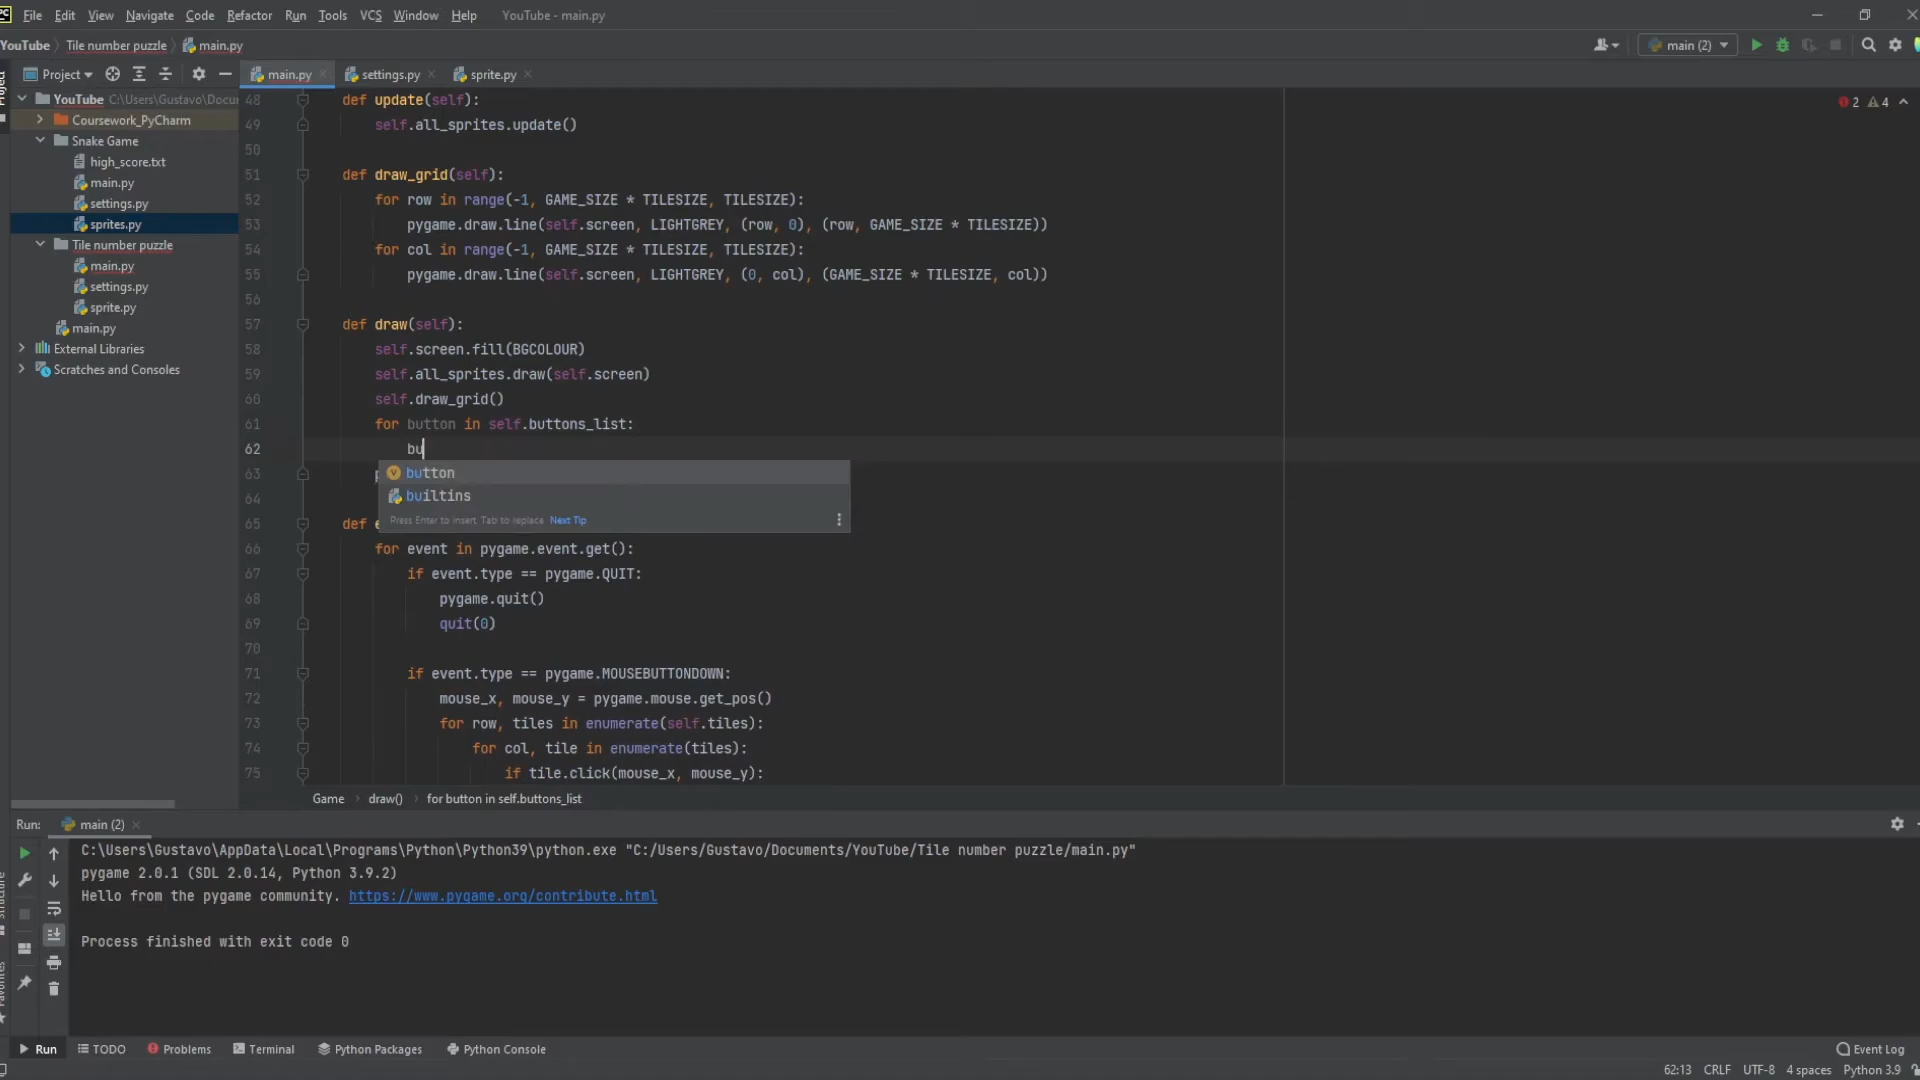 PC File Edit View Navigate Code Refactor Run Tools VCS Window Help YouTube - main.py
YouTube Tile number puzzle main.py main (2)
Project main.py settings.py sprite.py
YouTube C:\Users\Gustavo\Docu
Coursework_PyCharm
Snake Game
high_score.txt
main.py
settings.py
sprites.py
Tile number puzzle
main.py
settings.py
sprite.py
main.py
External Libraries
Scratches and Consoles
Project
2 4
48 def update(self):
49 self.all_sprites.update()
50
51 def draw_grid(self):
52 for row in range(-1, GAME_SIZE * TILESIZE, TILESIZE):
53 pygame.draw.line(self.screen, LIGHTGREY, (row, 0), (row, GAME_SIZE * TILESIZE))
54 for col in range(-1, GAME_SIZE * TILESIZE, TILESIZE):
55 pygame.draw.line(self.screen, LIGHTGREY, (0, col), (GAME_SIZE * TILESIZE, col))
56
57 def draw(self):
58 self.screen.fill(BGCOLOUR)
59 self.all_sprites.draw(self.screen)
60 self.draw_grid()
61 for button in self.buttons_list:
62 bu
63
button
builtins
Press Enter to insert, Tab to replace Next Tip
64
65 def e
66 for event in pygame.event.get():
67 if event.type == pygame.QUIT:
68 pygame.quit()
69 quit(0)
70
71 if event.type == pygame.MOUSEBUTTONDOWN:
72 mouse_x, mouse_y = pygame.mouse.get_pos()
73 for row, tiles in enumerate(self.tiles):
74 for col, tile in enumerate(tiles):
75 if tile.click(mouse_x, mouse_y):
Game draw() for button in self.buttons_list
Run: main (2)
C:\Users\Gustavo\AppData\Local\Programs\Python\Python39\python.exe "C:/Users/Gustavo/Documents/YouTube/Tile number puzzle/main.py"
pygame 2.0.1 (SDL 2.0.14, Python 3.9.2)
Hello from the pygame community. https://www.pygame.org/contribute.html
Process finished with exit code 0
Favorites
Run TODO Problems Terminal Python Packages Python Console Event Log
62:13 CRLF UTF-8 4 spaces Python 3.9